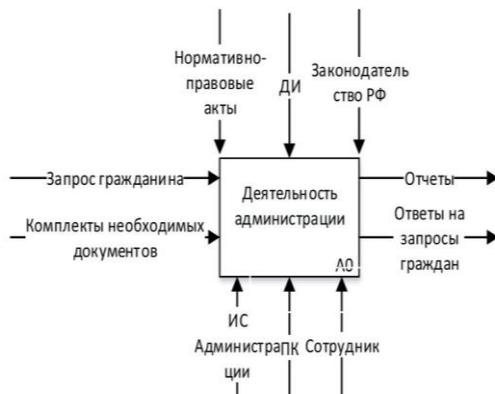 Нормативно-
правовые
акты
ДИ
Законодатель
ство РФ
Запрос гражданина
Комплекты необходимых
документов
Деятельность
администрации
А0
Отчеты
Ответы на
запросы
граждан
ИС
Администра
ции
ПК
Сотрудник